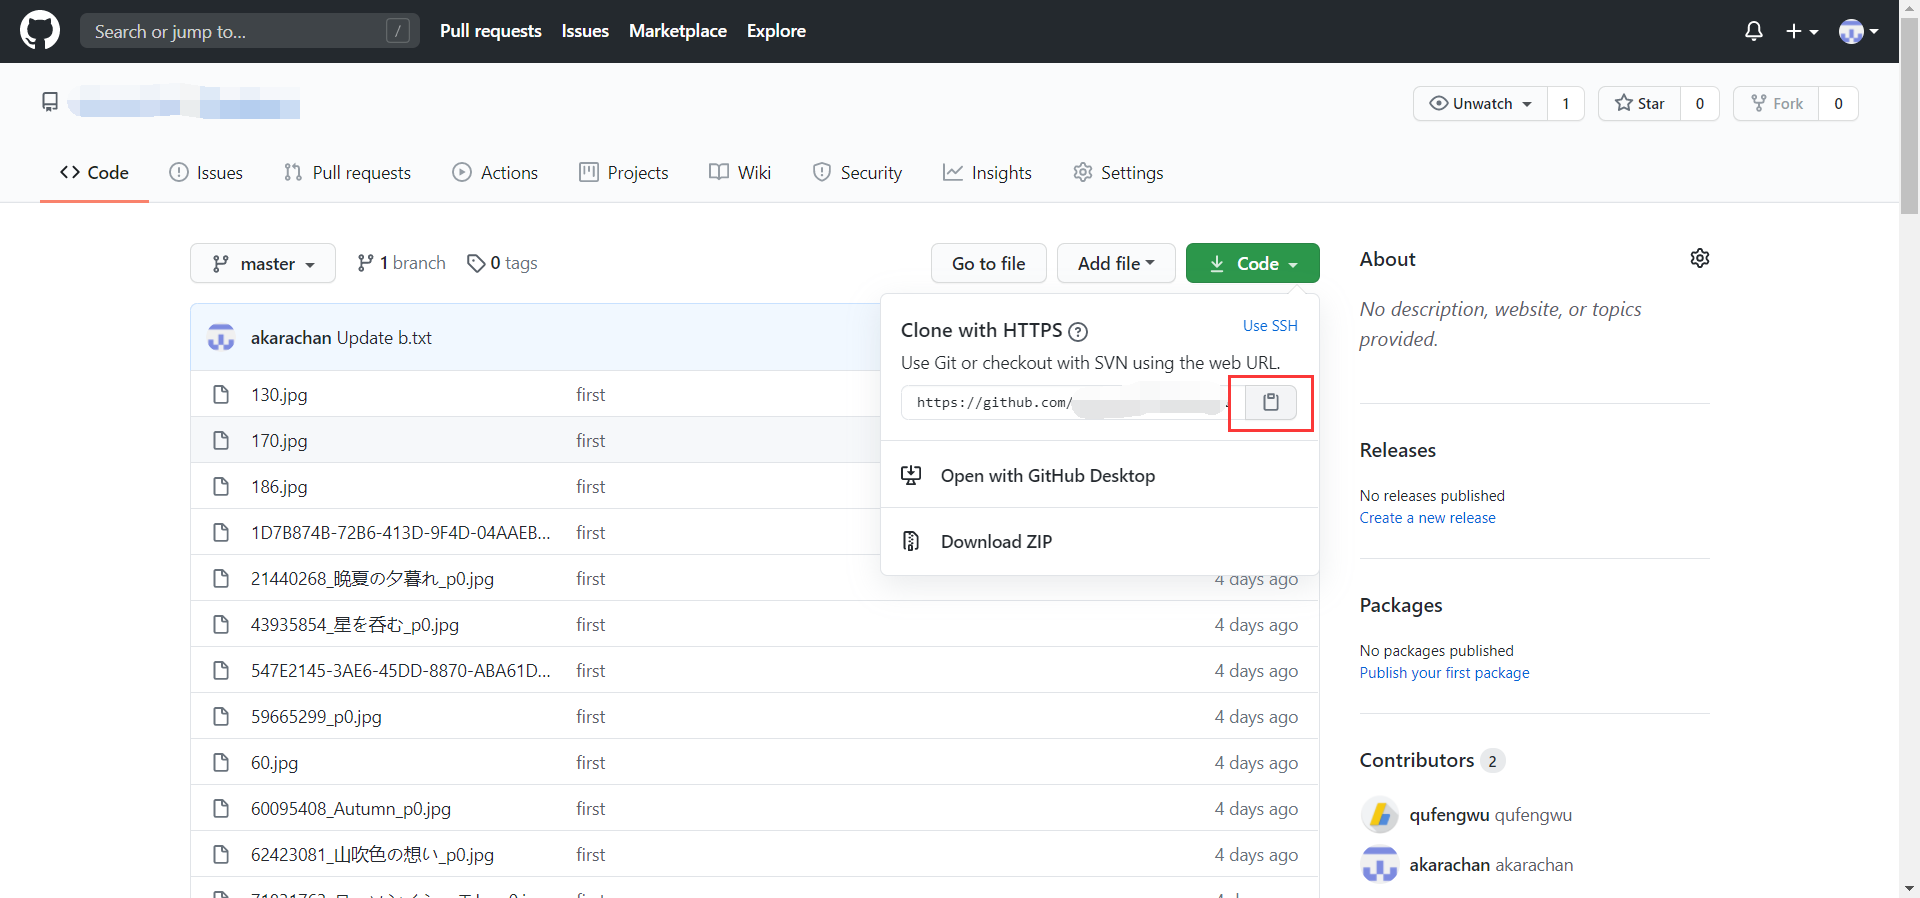 Search or jump to... /
Pull requests Issues Marketplace Explore
Unwatch 1 Star 0 Fork 0
Code Issues Pull requests Actions Projects Wiki Security Insights Settings
master 1 branch 0 tags Go to file Add file Code
akarachan Update b.txt
130.jpg first
170.jpg first
186.jpg first
1D7B874B-72B6-413D-9F4D-04AAEB... first
21440268_晩夏の夕暮れ_p0.jpg first 4 days ago
43935854_星を呑む_p0.jpg first 4 days ago
547E2145-3AE6-45DD-8870-ABA61D... first 4 days ago
59665299_p0.jpg first 4 days ago
60.jpg first 4 days ago
60095408_Autumn_p0.jpg first 4 days ago
62423081_山吹色の想い_p0.jpg first 4 days ago
Clone with HTTPS ? Use SSH
Use Git or checkout with SVN using the web URL.
https://github.com/
Open with GitHub Desktop
Download ZIP
About
No description, website, or topics
provided.
Releases
No releases published
Create a new release
Packages
No packages published
Publish your first package
Contributors 2
qufengwu qufengwu
akarachan akarachan